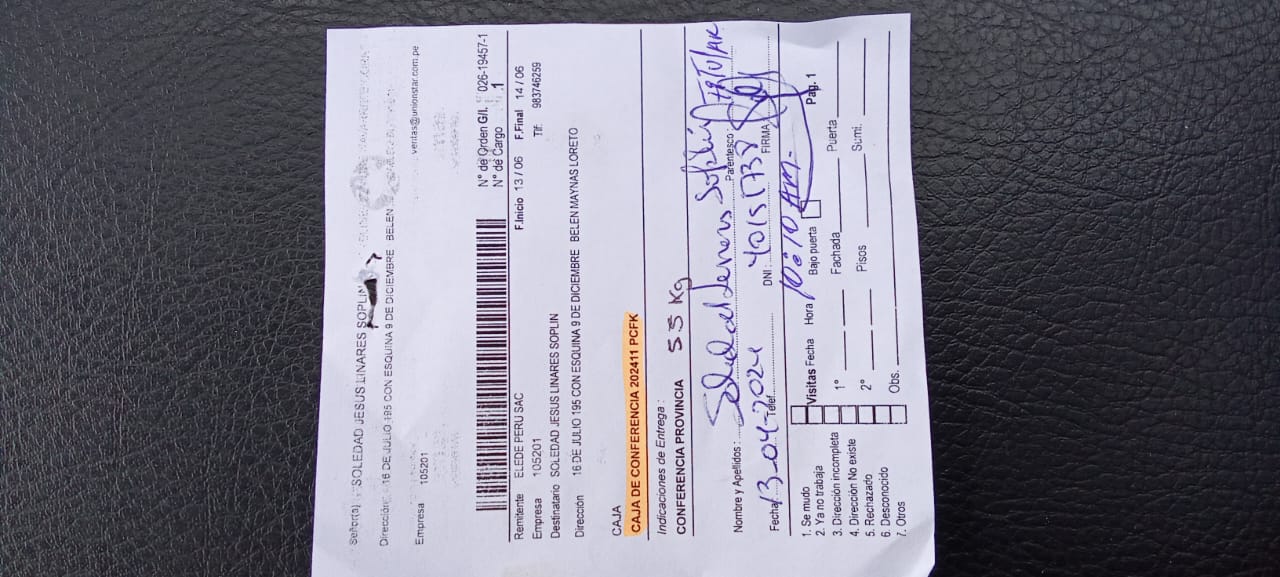 Señor(a) : SOLEDAD JESUS LINARES SOPLIN
Dirección: 16 DE JULIO 195 CON ESQUINA 9 DE DICIEMBRE BELEN
Empresa 105201
ventas@unionstar.com.pe
N° de Orden G/I. 026-19457-1
N° de Cargo 1
Remitente ELEDE PERU SAC F.Inicio 13 / 06 F.Final 14 / 06
Empresa 105201 Tlf: 983746259
Destinatario SOLEDAD JESUS LINARES SOPLIN
Dirección 16 DE JULIO 195 CON ESQUINA 9 DE DICIEMBRE BELEN MAYNAS LORETO
CAJA
CAJA DE CONFERENCIA 202411 PCFK
Indicaciones de Entrega :
CONFERENCIA PROVINCIA 5.5 Kg
Nombre y Apellidos : Soplín Parentesco :
Fecha 13-04-2024 Telef. DNI : FIRMA
1. Se mudo Visitas Fecha Hora 10:10 AM. Bajo puerta Pag. 1
2. Ya no trabaja
3. Dirección incompleta 1° Fachada Puerta
4. Dirección No existe
5. Rechazado 2° Pisos Sumi.
6. Desconocido
7. Otros Obs.